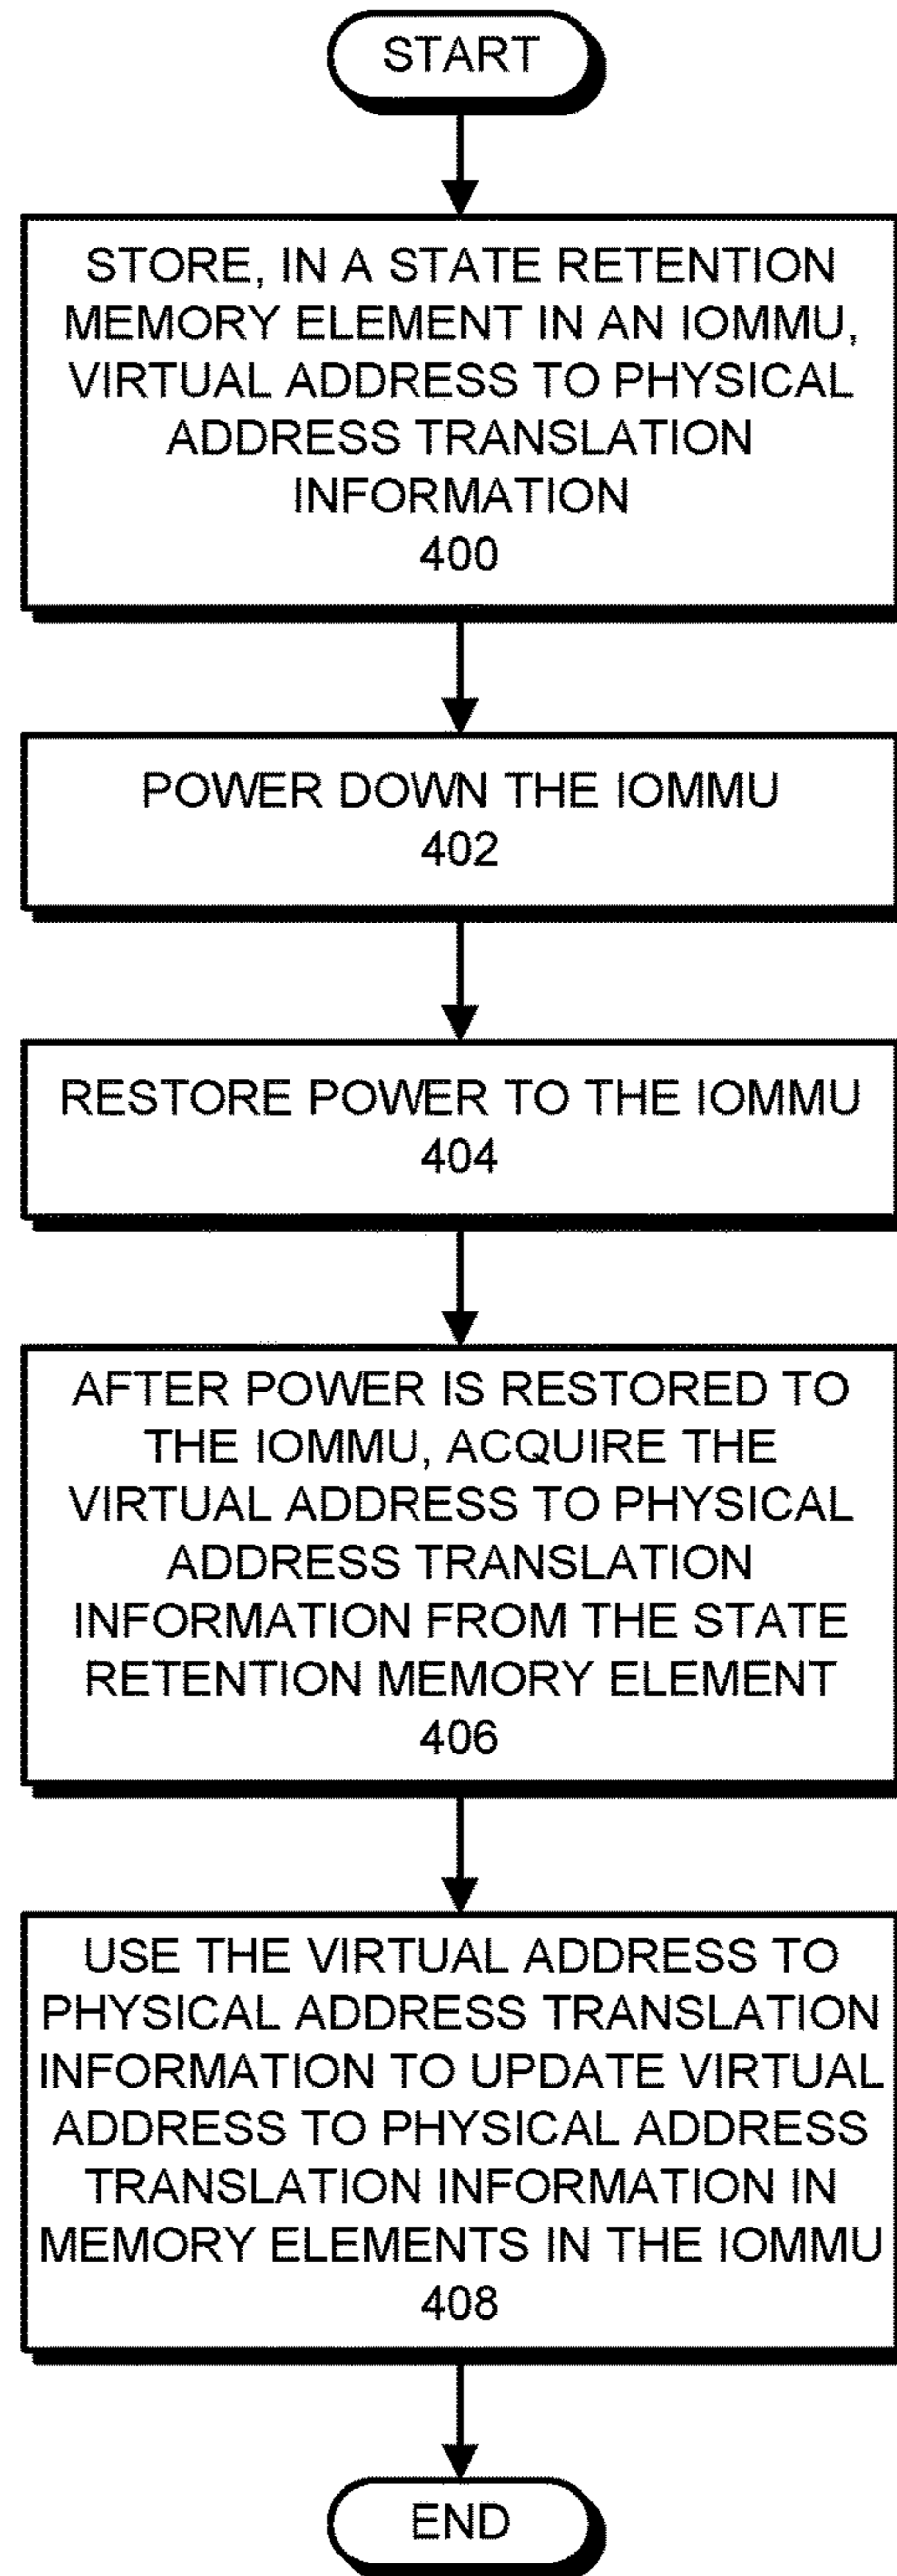 START
STORE, IN A STATE RETENTION
MEMORY ELEMENT IN AN IOMMU,
VIRTUAL ADDRESS TO PHYSICAL
ADDRESS TRANSLATION
INFORMATION
400
POWER DOWN THE IOMMU
402
RESTORE POWER TO THE IOMMU
404
AFTER POWER IS RESTORED TO
THE IOMMU, ACQUIRE THE
VIRTUAL ADDRESS TO PHYSICAL
ADDRESS TRANSLATION
INFORMATION FROM THE STATE
RETENTION MEMORY ELEMENT
406
USE THE VIRTUAL ADDRESS TO
PHYSICAL ADDRESS TRANSLATION
INFORMATION TO UPDATE VIRTUAL
ADDRESS TO PHYSICAL ADDRESS
TRANSLATION INFORMATION IN
MEMORY ELEMENTS IN THE IOMMU
408
END